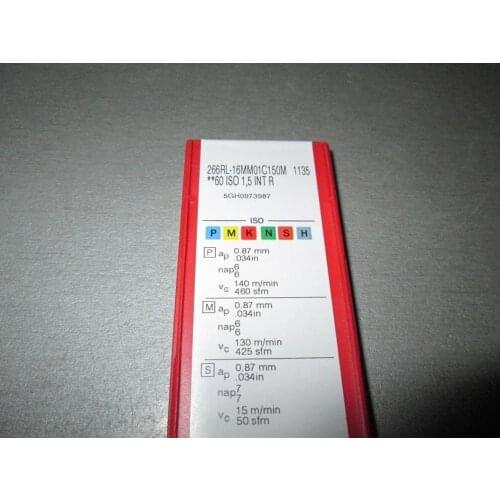 266RL-16MM01C150M 1135
**60 ISO 1,5 INT R
5GH0973987
ISO
P M K N S H
P ap 0.87 mm
.034in
nap 6
6
vc 140 m/min
460 sfm
M ap 0.87 mm
.034in
nap 6
6
vc 130 m/min
425 sfm
S ap 0.87 mm
.034in
nap 7
7
vc 15 m/min
50 sfm